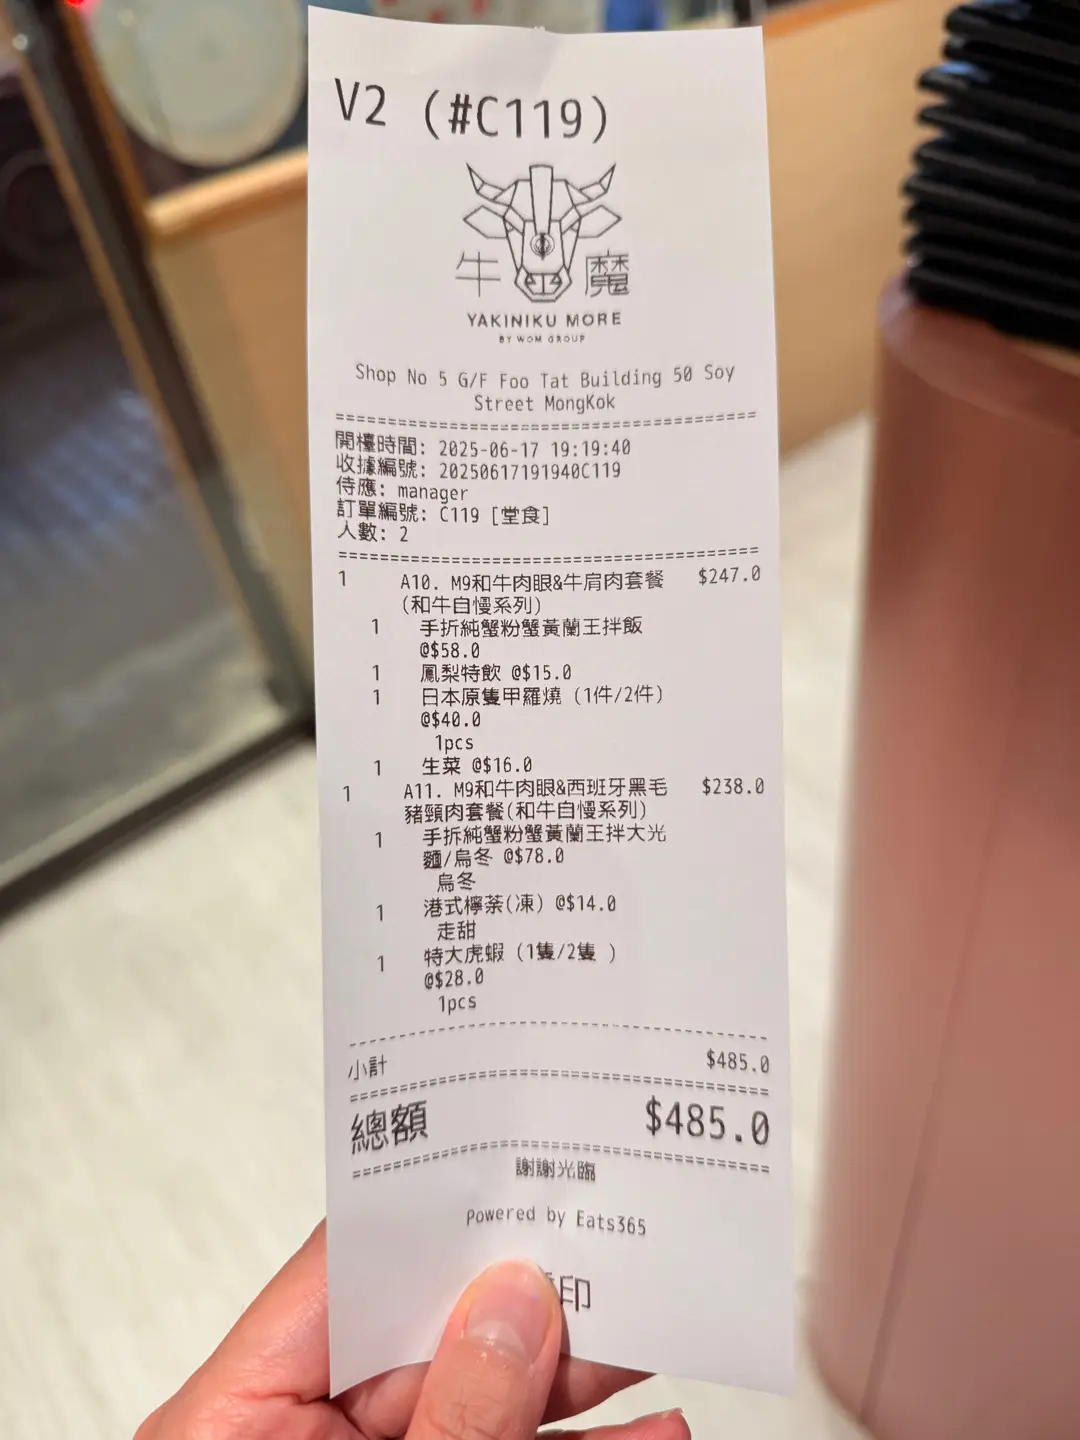 V2 (#C119)
牛魔
YAKINIKU MORE
BY WOM GROUP
Shop No 5 G/F Foo Tat Building 50 Soy
Street MongKok
開檯時間: 2025-06-17 19:19:40
收據編號: 20250617191940C119
侍應: manager
訂單編號: C119 [堂食]
人數: 2
1 A10. M9和牛肉眼&牛肩肉套餐 $247.0
(和牛自慢系列)
1 手折純蟹粉蟹黃蘭王拌飯
@$58.0
1 鳳梨特飲 @$15.0
1 日本原隻甲羅燒 (1件/2件)
@$40.0
1pcs
1 生菜 @$16.0
1 A11. M9和牛肉眼&西班牙黑毛 $238.0
豬頸肉套餐(和牛自慢系列)
1 手折純蟹粉蟹黃蘭王拌大光
麵/烏冬 @$78.0
烏冬
1 港式檸茶(凍) @$14.0
走甜
1 特大虎蝦 (1隻/2隻 )
@$28.0
1pcs
小計 $485.0
總額 $485.0
謝謝光臨
Powered by Eats365
印